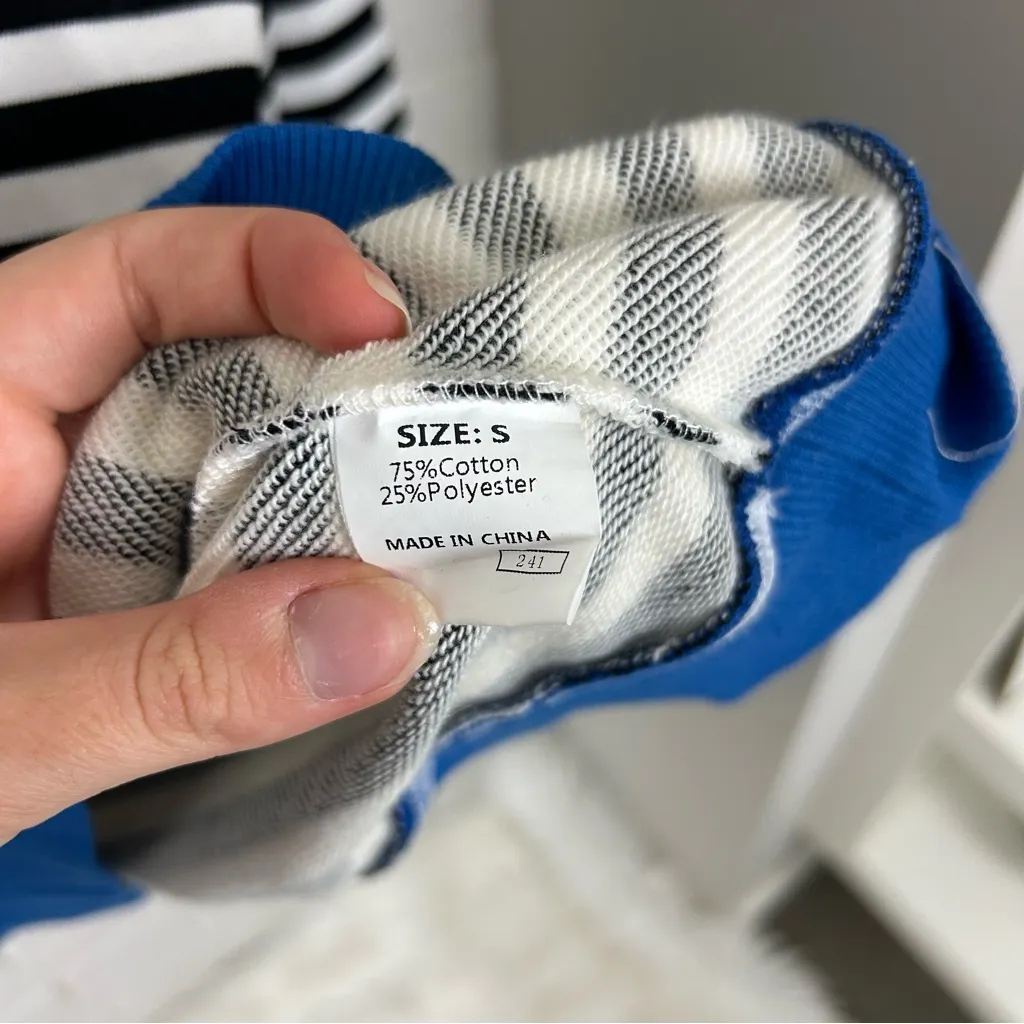 SIZE: S
75%Cotton
25%Polyester
MADE IN CHINA
241